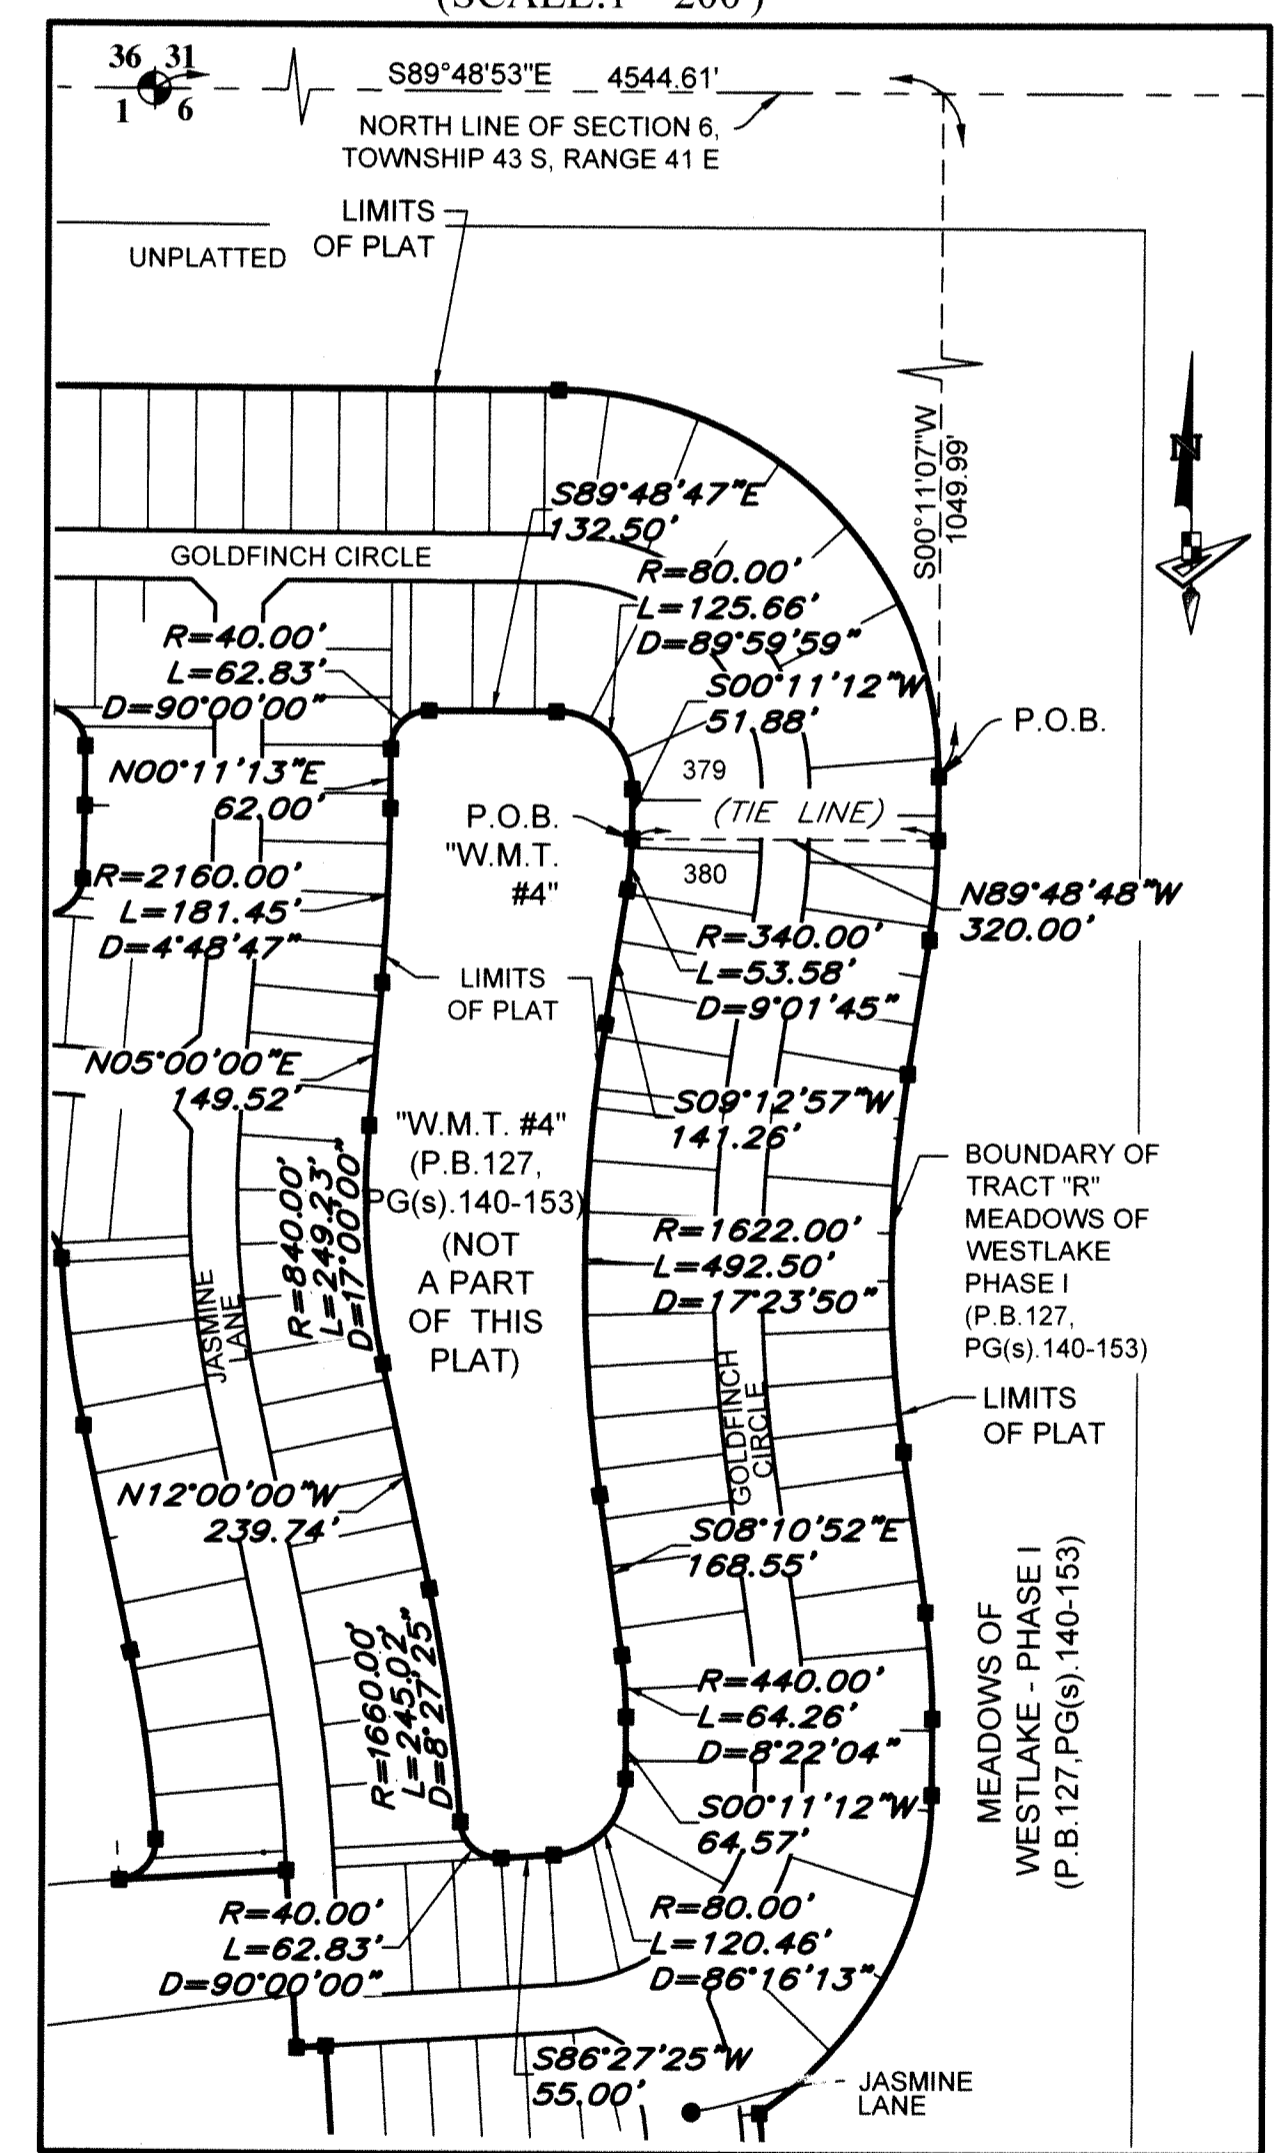 36 31
1 6
S89°48'53"E 4544.61'
NORTH LINE OF SECTION 6,
TOWNSHIP 43 S, RANGE 41 E
LIMITS
OF PLAT
UNPLATTED
S00°11'07"W
1049.99'
N
S89°48'47"E
132.50'
GOLDFINCH CIRCLE
R=80.00'
L=125.66'
D=89°59'59"
R=40.00'
L=62.83'
D=90°00'00"
S00°11'12"W
51.88'
P.O.B.
N00°11'13"E
62.00'
379
(TIE LINE)
P.O.B.
"W.M.T.
#4"
380
R=2160.00'
L=181.45'
D=4°48'47"
N89°48'48"W
320.00'
R=340.00'
L=53.58'
D=9°01'45"
LIMITS
OF PLAT
N05°00'00"E
149.52'
S09°12'57"W
141.26'
"W.M.T. #4"
(P.B.127,
PG(s).140-153)
(NOT
A PART
OF THIS
PLAT)
R=840.00'
L=249.23'
D=17°00'00"
BOUNDARY OF
TRACT "R"
MEADOWS OF
WESTLAKE
PHASE I
(P.B.127,
PG(s).140-153)
R=1622.00'
L=492.50'
D=17°23'50"
JASMINE
LANE
GOLDFINCH
CIRCLE
LIMITS
OF PLAT
N12°00'00"W
239.74'
S08°10'52"E
168.55'
MEADOWS OF
WESTLAKE - PHASE I
(P.B.127,PG(s).140-153)
R=1660.00'
L=245.02'
D=8°27'25"
R=440.00'
L=64.26'
D=8°22'04"
S00°11'12"W
64.57'
R=40.00'
L=62.83'
D=90°00'00"
R=80.00'
L=120.46'
D=86°16'13"
S86°27'25"W
55.00'
JASMINE
LANE